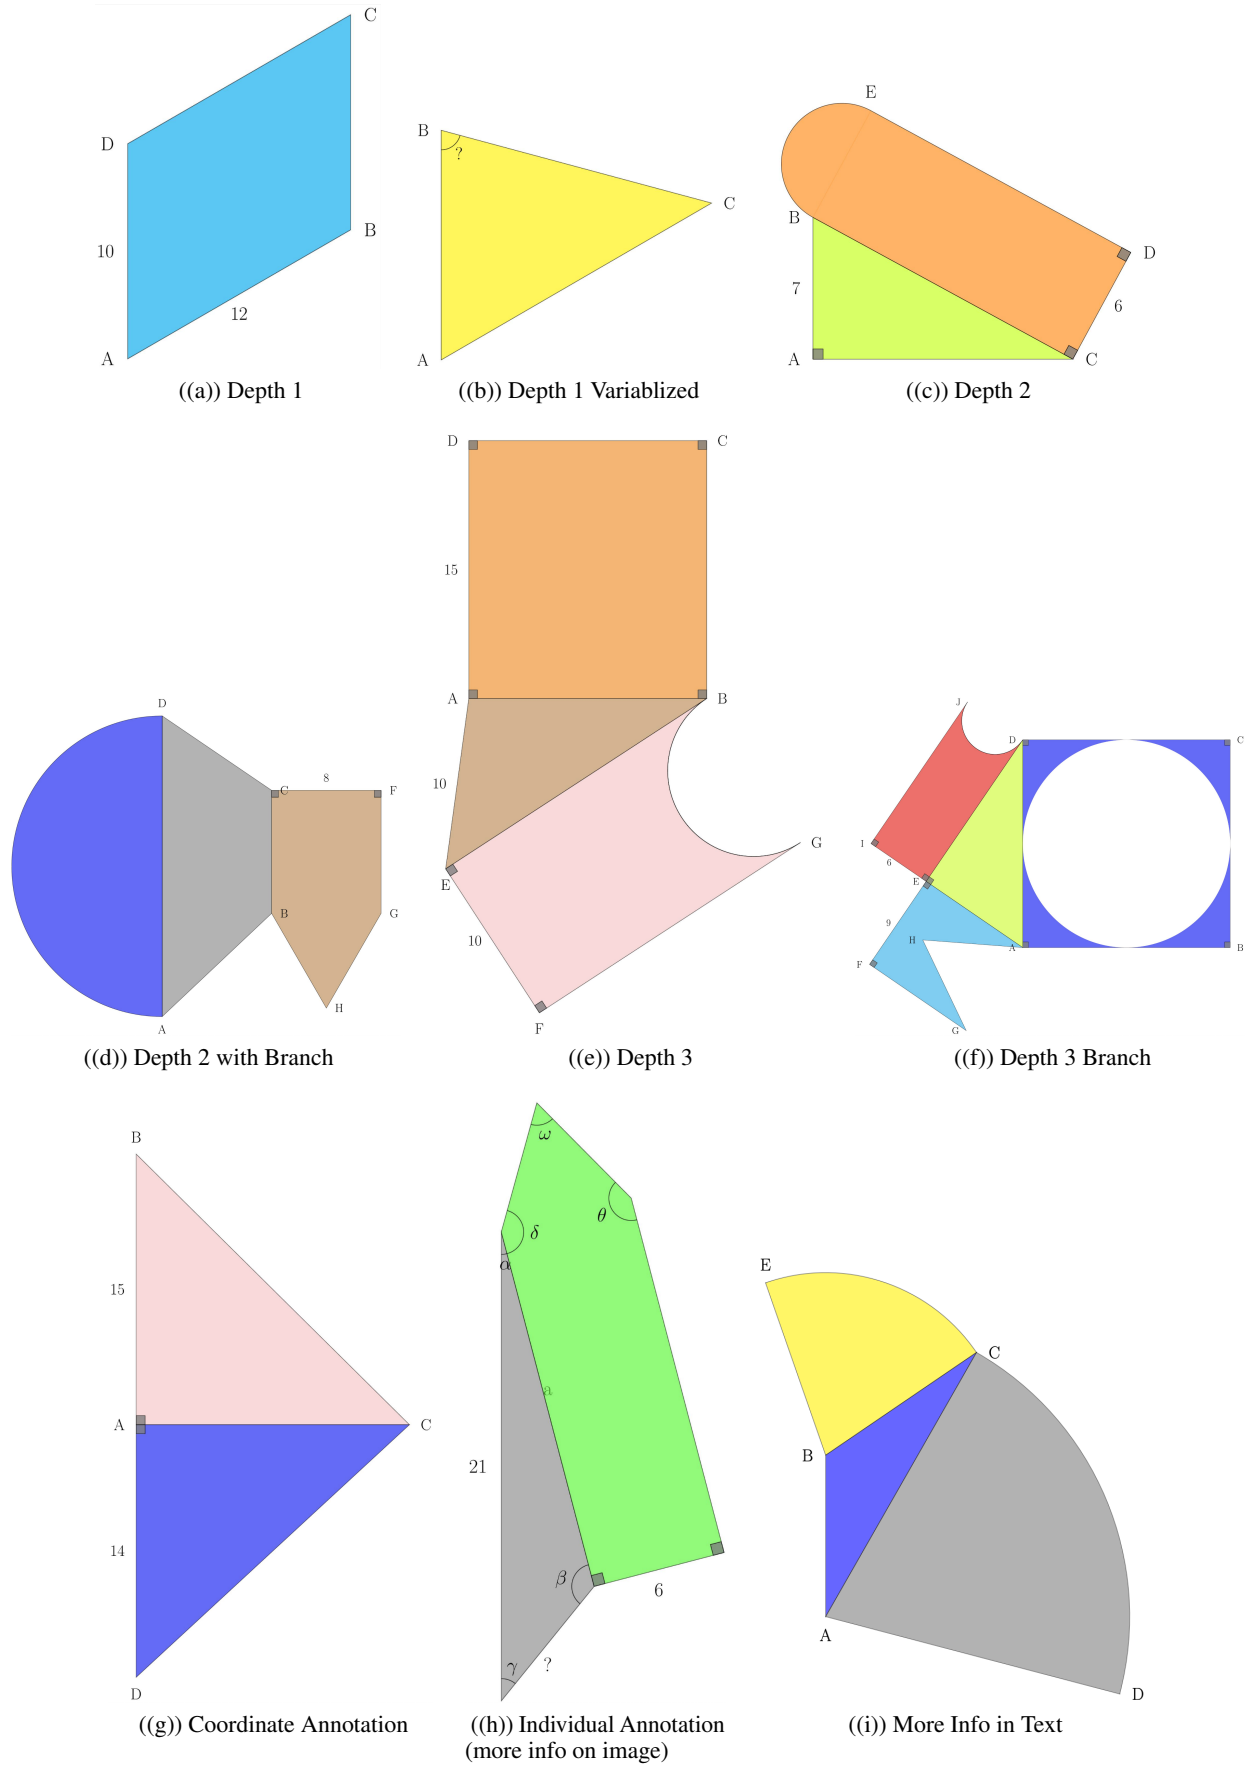 C
D
B
10
12
A
((a)) Depth 1
B
?
C
A
((b)) Depth 1 Variablized
E
B
D
7
6
A
C
((c)) Depth 2
D
C
F
8
B
G
H
A
((d)) Depth 2 with Branch
D
C
15
A
B
10
G
E
10
F
((e)) Depth 3
J
D
C
I
6
E
9
H
A
B
F
G
((f)) Depth 3 Branch
B
15
A
C
14
D
((g)) Coordinate Annotation
ω
θ
δ
α
a
21
β
6
γ
?
((h)) Individual Annotation
(more info on image)
E
C
B
A
D
((i)) More Info in Text